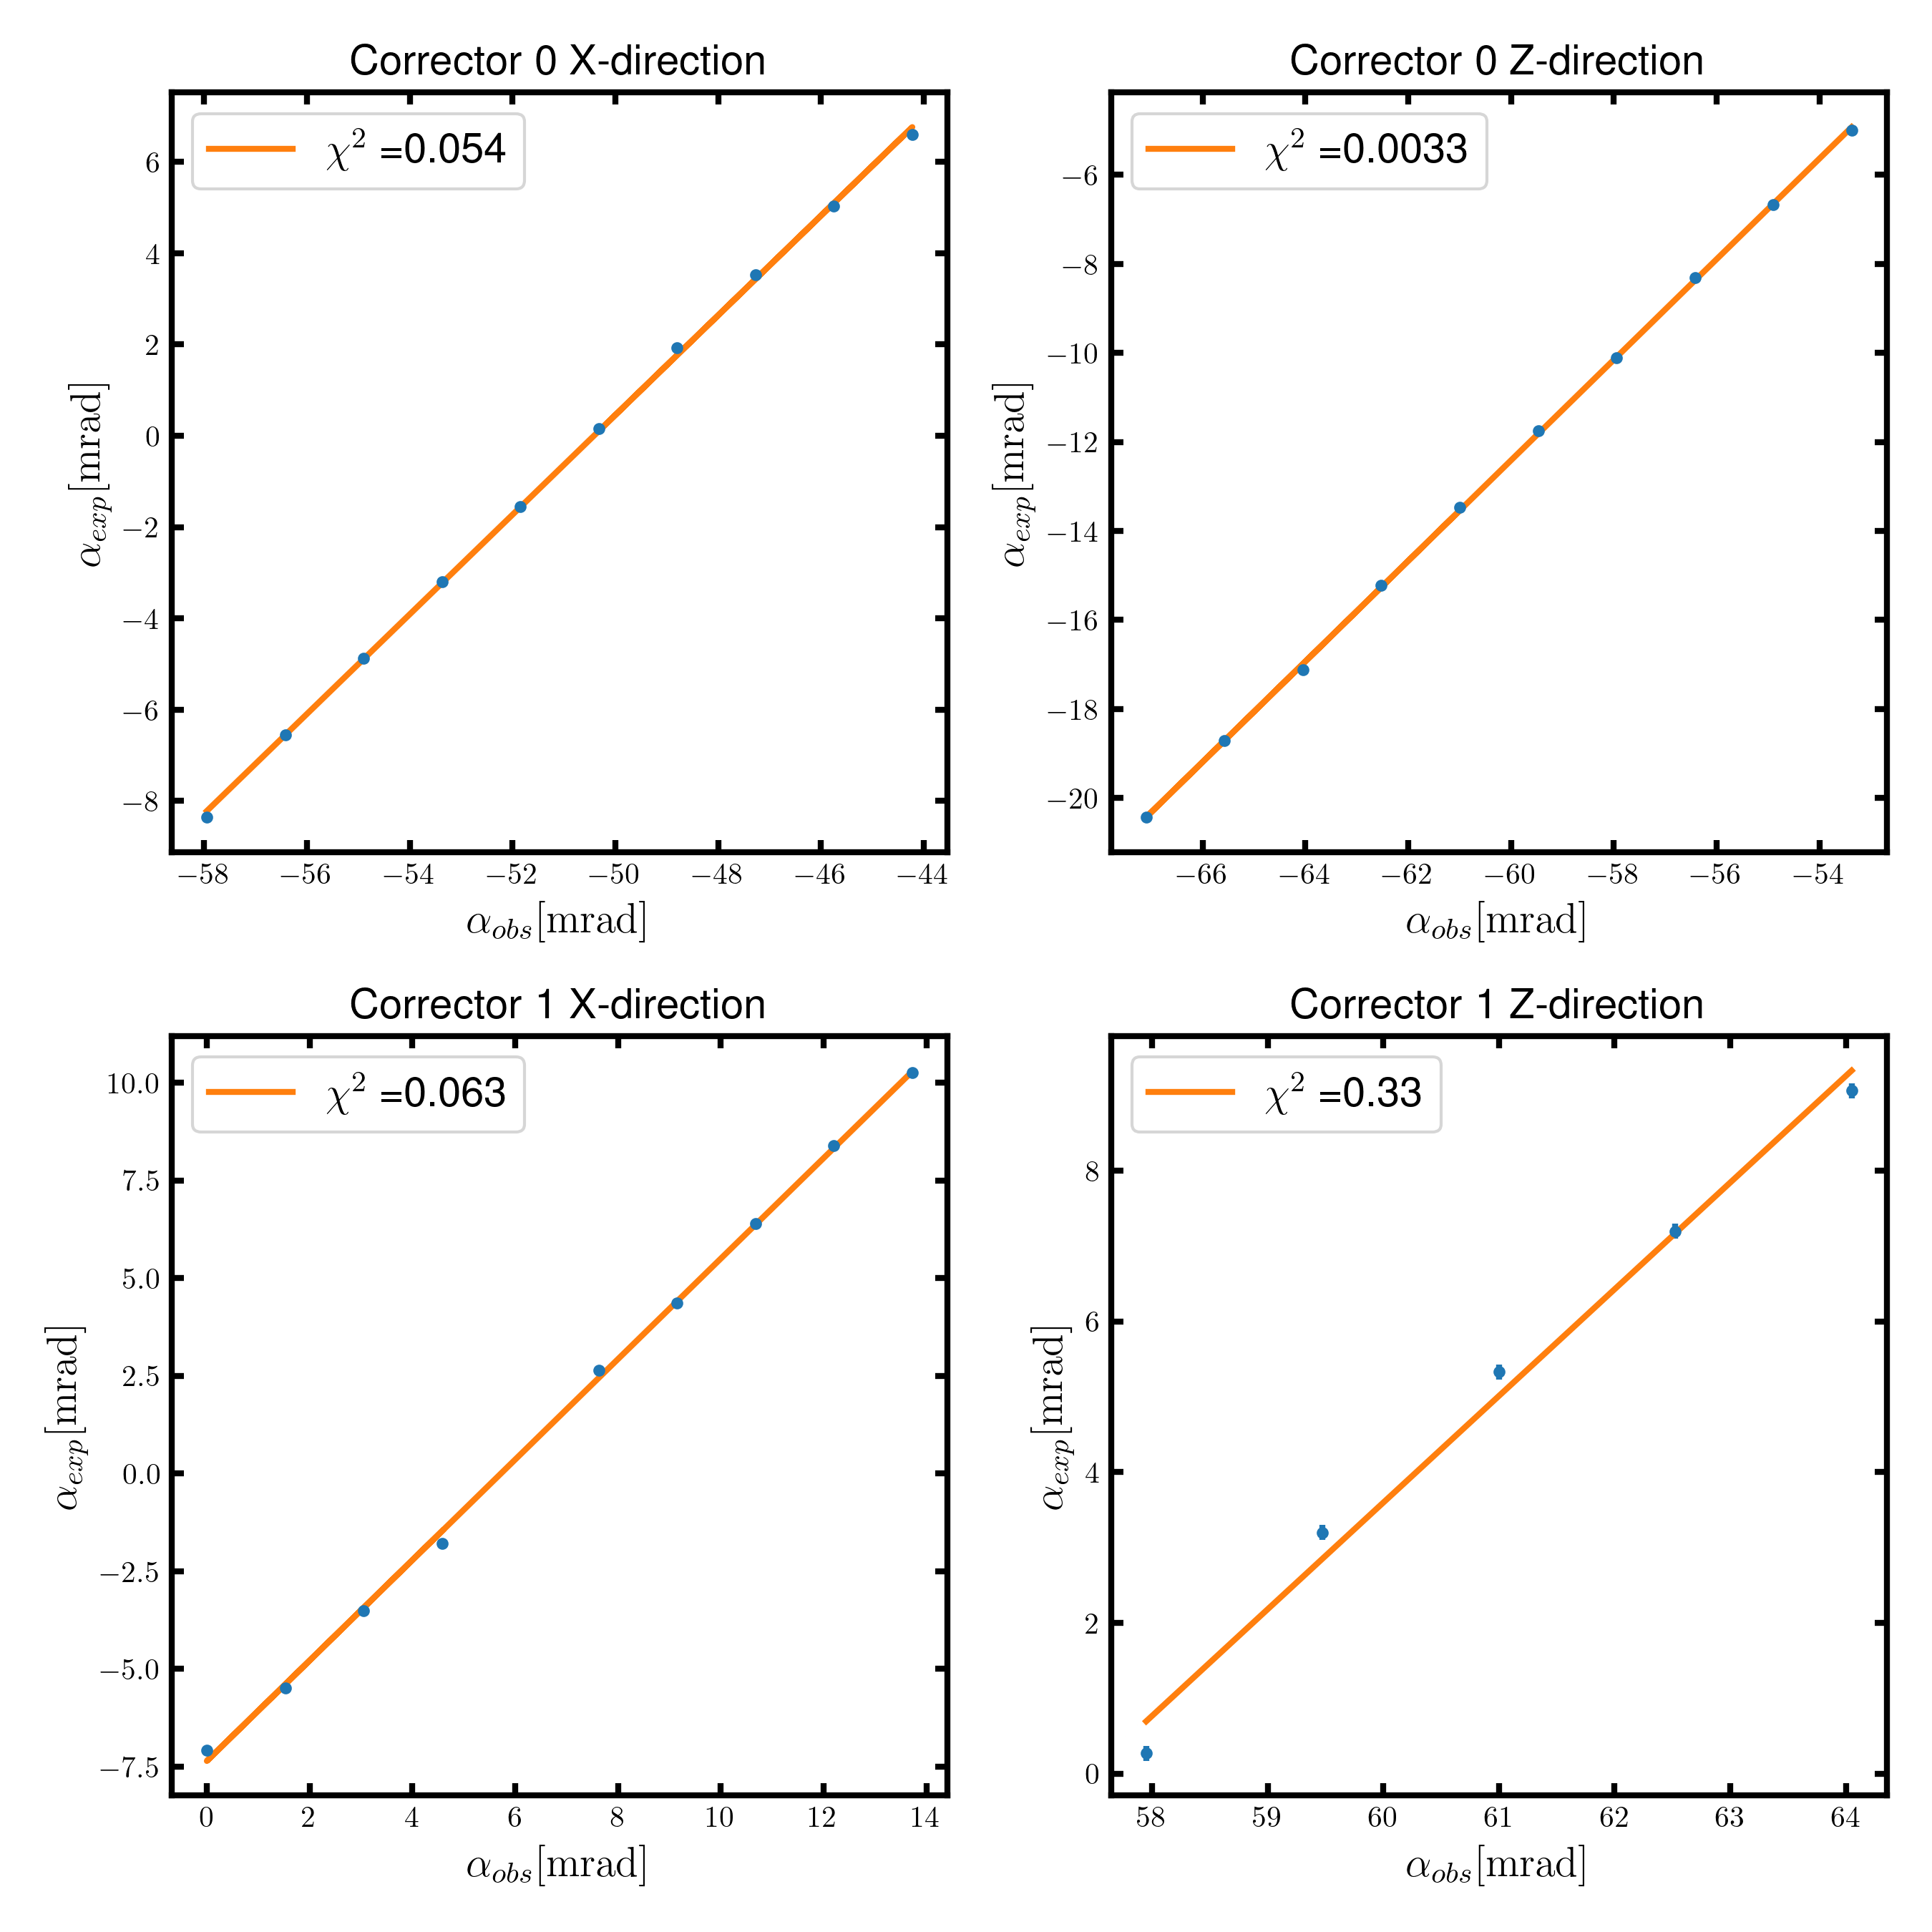 Corrector 0 X-direction
χ² =0.054
6
4
2
0
−2
−4
−6
−8
α_exp[mrad]
−58 −56 −54 −52 −50 −48 −46 −44
α_obs[mrad]
Corrector 0 Z-direction
χ² =0.0033
−6
−8
−10
−12
−14
−16
−18
−20
α_exp[mrad]
−66 −64 −62 −60 −58 −56 −54
α_obs[mrad]
Corrector 1 X-direction
χ² =0.063
10.0
7.5
5.0
2.5
0.0
−2.5
−5.0
−7.5
α_exp[mrad]
0 2 4 6 8 10 12 14
α_obs[mrad]
Corrector 1 Z-direction
χ² =0.33
8
6
4
2
0
α_exp[mrad]
58 59 60 61 62 63 64
α_obs[mrad]